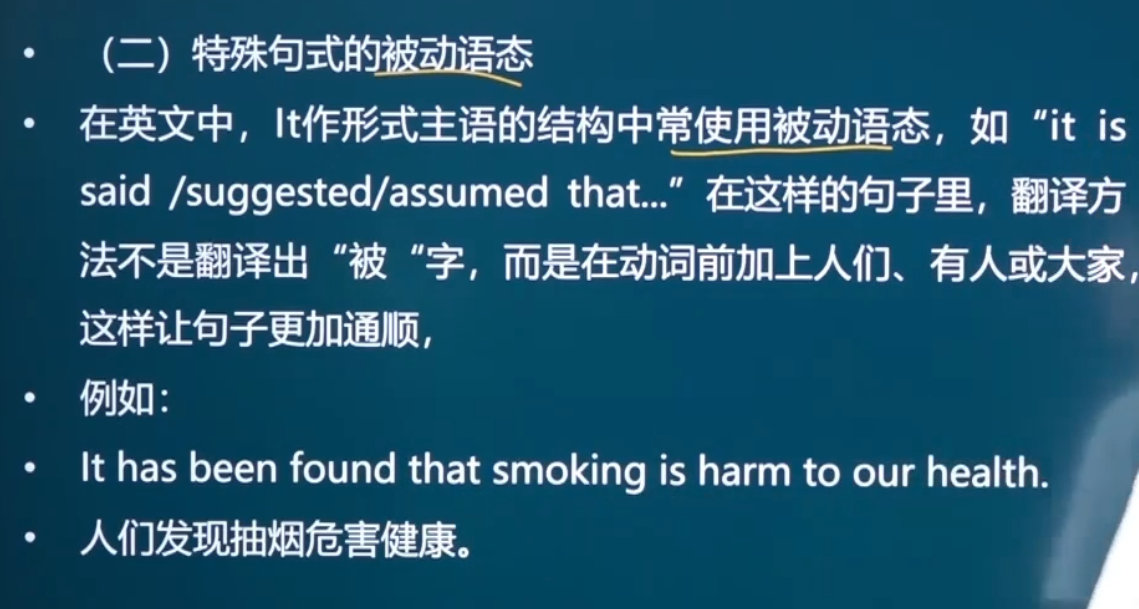 • （二）特殊句式的被动语态
• 在英文中，It作形式主语的结构中常使用被动语态，如“it is
said /suggested/assumed that...”在这样的句子里，翻译方
法不是翻译出“被“字，而是在动词前加上人们、有人或大家，
这样让句子更加通顺，
• 例如：
• It has been found that smoking is harm to our health.
• 人们发现抽烟危害健康。